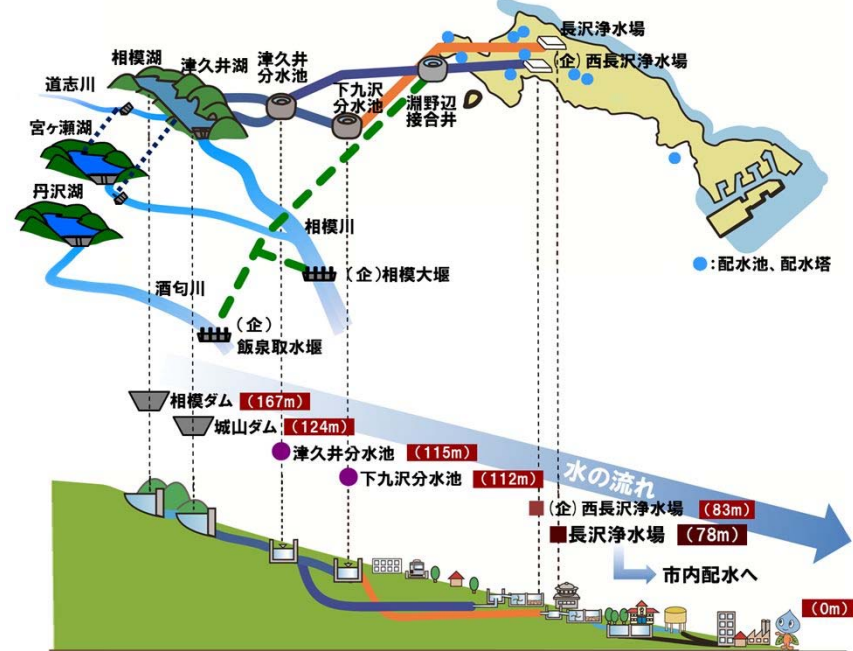 長沢浄水場
相模湖
津久井湖
津久井
分水池
(企)西長沢浄水場
道志川
下九沢
分水池
淵野辺
接合井
宮ヶ瀬湖
丹沢湖
相模川
:配水池、配水塔
(企)相模大堰
酒匂川
(企)
飯泉取水堰
相模ダム (167m)
城山ダム (124m)
津久井分水池 (115m)
水の流れ
下九沢分水池 (112m)
(企)西長沢浄水場 (83m)
長沢浄水場 (78m)
市内配水へ
(0m)